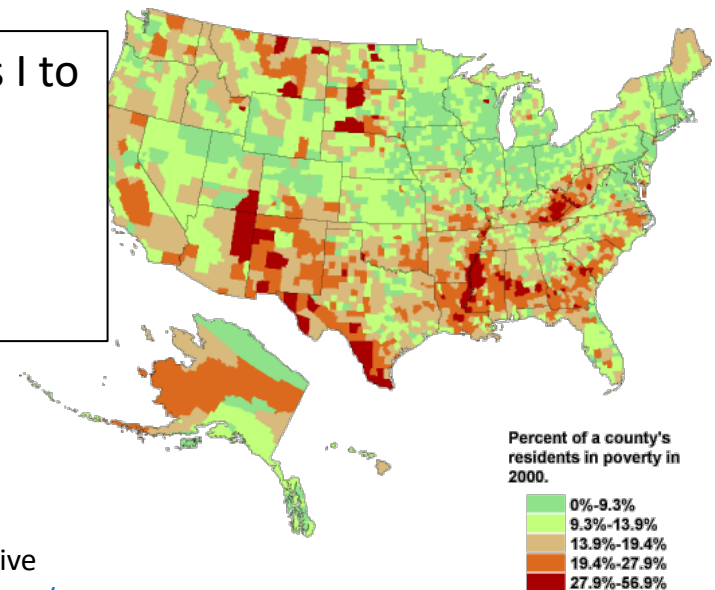 s I to
Percent of a county's
residents in poverty in
2000.
0%-9.3%
9.3%-13.9%
13.9%-19.4%
19.4%-27.9%
27.9%-56.9%
ive